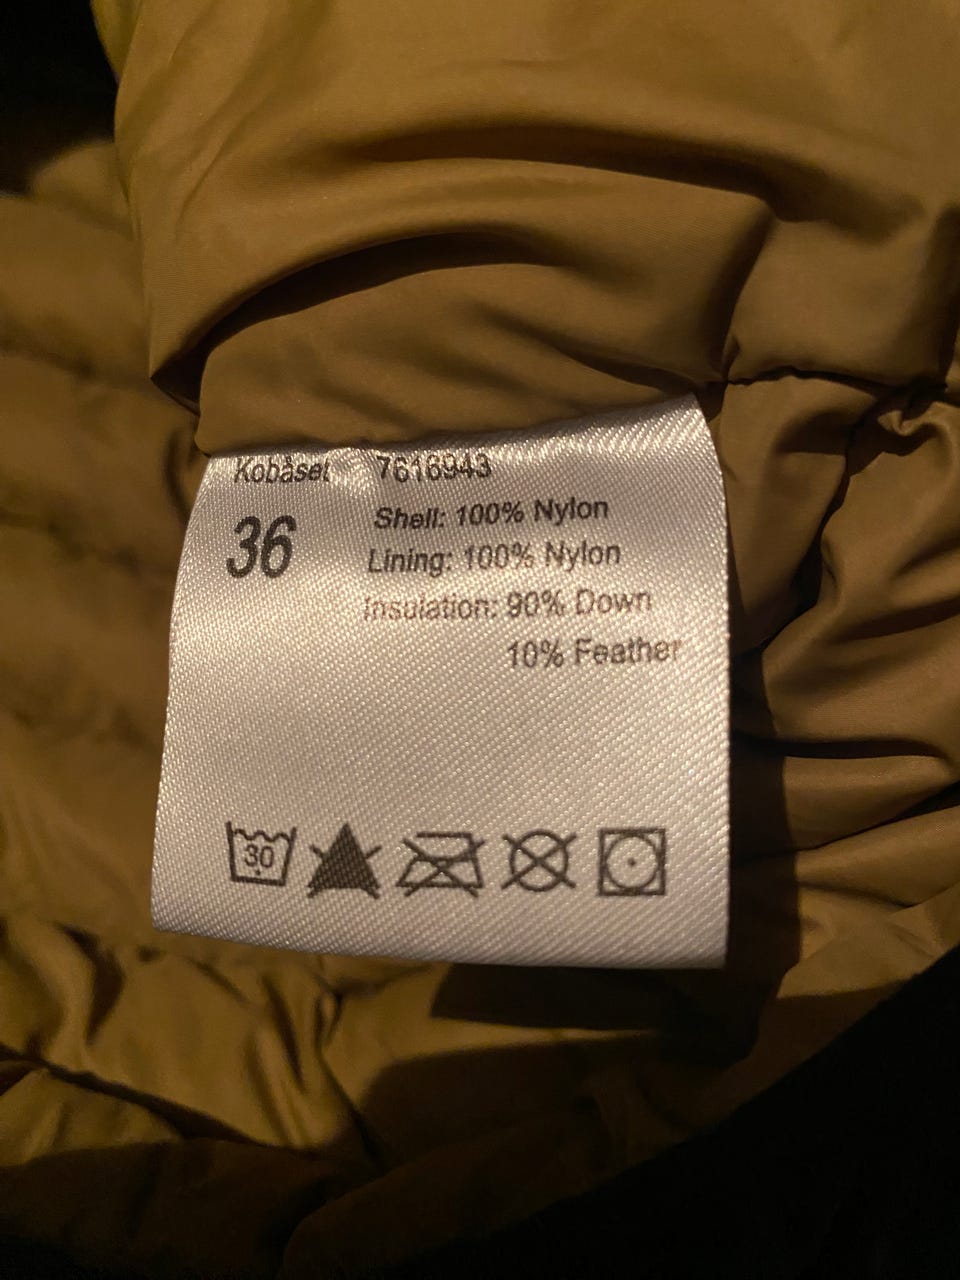 Kobåset 7616943
36
Shell: 100% Nylon
Lining: 100% Nylon
Insulation: 90% Down
10% Feather
30